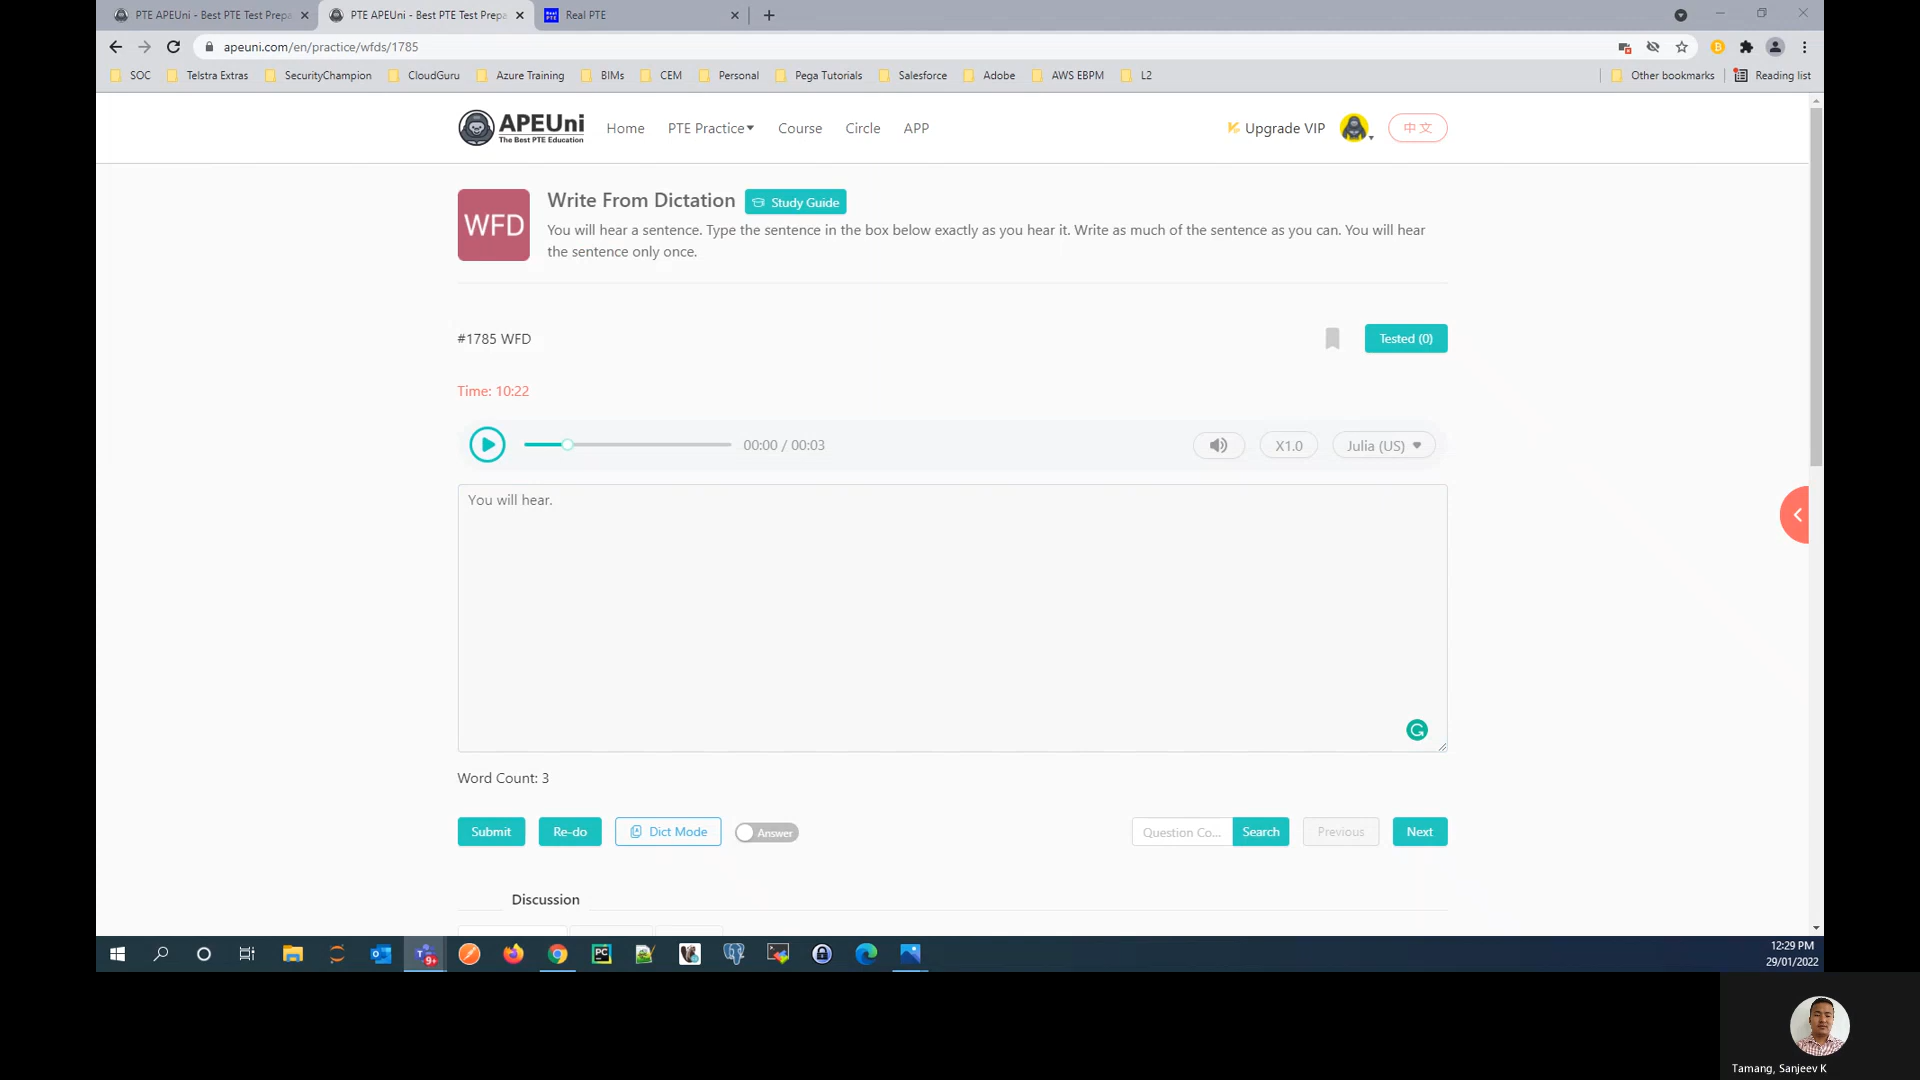 PTE APEUni - Best PTE Test Prepa
PTE APEUni - Best PTE Test Prepa
Real PTE
Real PTE
apeuni.com/en/practice/wfds/1785
SOC
Telstra Extras
SecurityChampion
CloudGuru
Azure Training
BIMs
CEM
Personal
Pega Tutorials
Salesforce
Adobe
AWS EBPM
L2
Other bookmarks
Reading list
APEUni
The Best PTE Education
Home
PTE Practice
Course
Circle
APP
Upgrade VIP
中文
WFD
Write From Dictation
Study Guide
You will hear a sentence. Type the sentence in the box below exactly as you hear it. Write as much of the sentence as you can. You will hear
the sentence only once.
#1785 WFD
Tested (0)
Time: 10:22
00:00 / 00:03
X1.0
Julia (US)
You will hear.
Word Count: 3
Submit
Re-do
Dict Mode
Answer
Question Co...
Search
Previous
Next
Discussion
PC
9+
12:29 PM
29/01/2022
Tamang, Sanjeev K